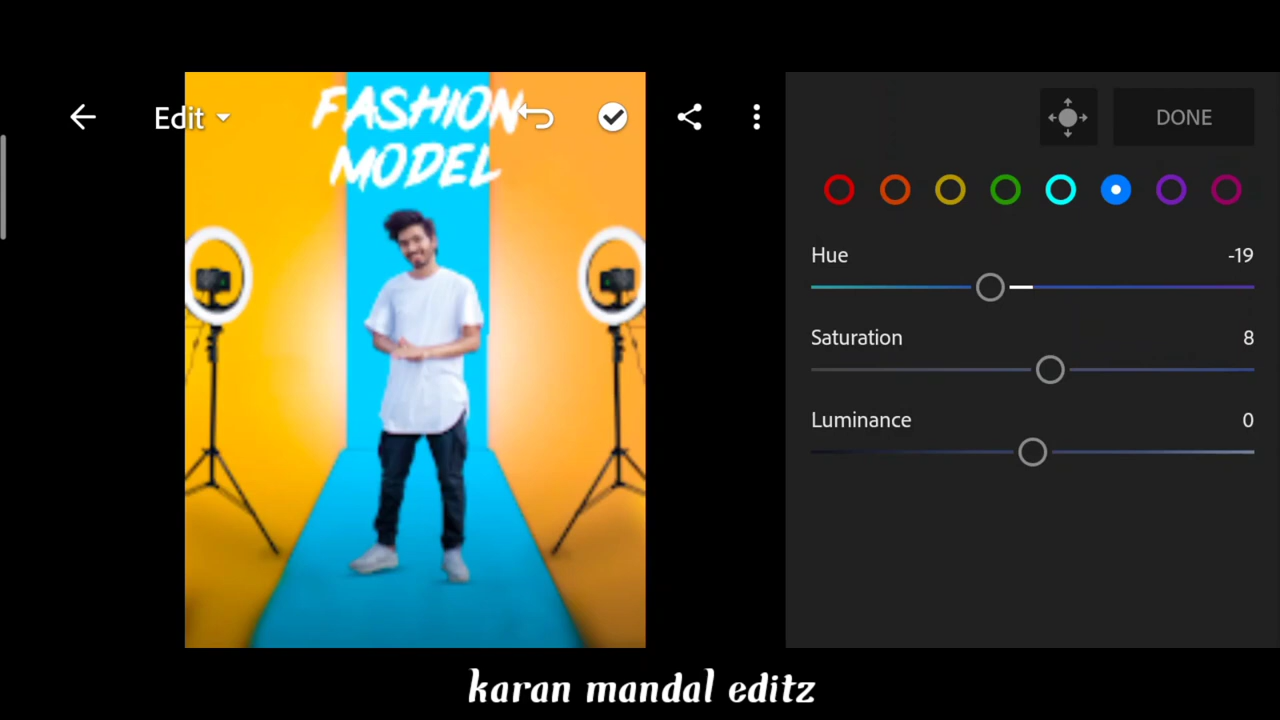 Edit
FASHION
MODEL
DONE
Hue -19
Saturation 8
Luminance 0
karan mandal editz